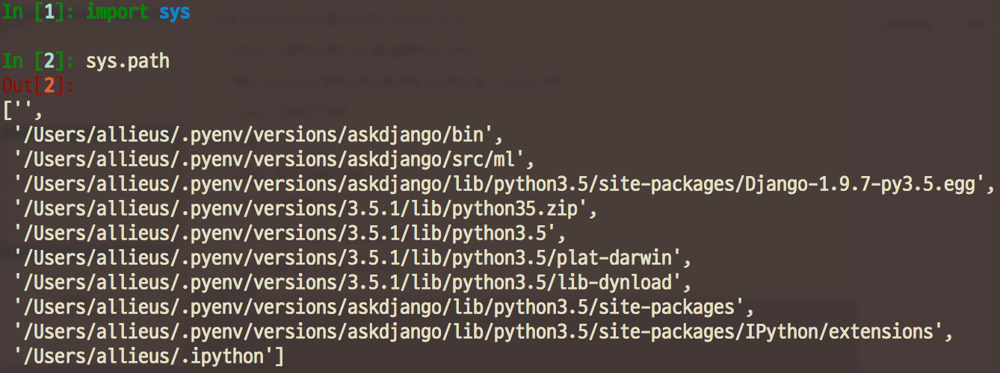 In [1]: import sys
In [2]: sys.path
Out[2]:
['',
 '/Users/allieus/.pyenv/versions/askdjango/bin',
 '/Users/allieus/.pyenv/versions/askdjango/src/ml',
 '/Users/allieus/.pyenv/versions/askdjango/lib/python3.5/site-packages/Django-1.9.7-py3.5.egg',
 '/Users/allieus/.pyenv/versions/3.5.1/lib/python35.zip',
 '/Users/allieus/.pyenv/versions/3.5.1/lib/python3.5',
 '/Users/allieus/.pyenv/versions/3.5.1/lib/python3.5/plat-darwin',
 '/Users/allieus/.pyenv/versions/3.5.1/lib/python3.5/lib-dynload',
 '/Users/allieus/.pyenv/versions/askdjango/lib/python3.5/site-packages',
 '/Users/allieus/.pyenv/versions/askdjango/lib/python3.5/site-packages/IPython/extensions',
 '/Users/allieus/.ipython']